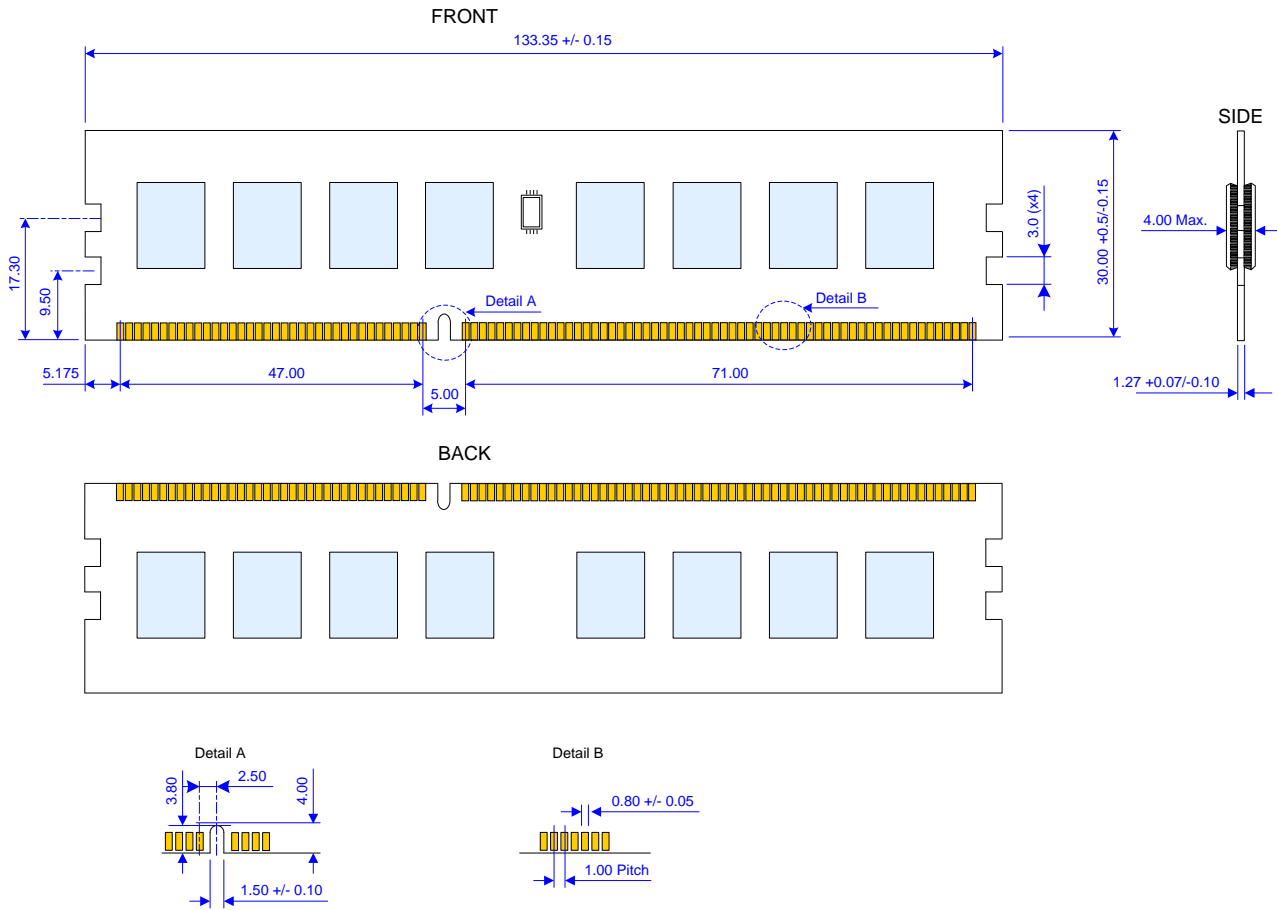 FRONT
133.35 +/- 0.15
SIDE
17.30
9.50
3.0 (x4)
30.00 +0.5/-0.15
4.00 Max.
Detail A
Detail B
5.175
47.00
5.00
71.00
1.27 +0.07/-0.10
BACK
Detail A
3.80
2.50
4.00
1.50 +/- 0.10
Detail B
0.80 +/- 0.05
1.00 Pitch